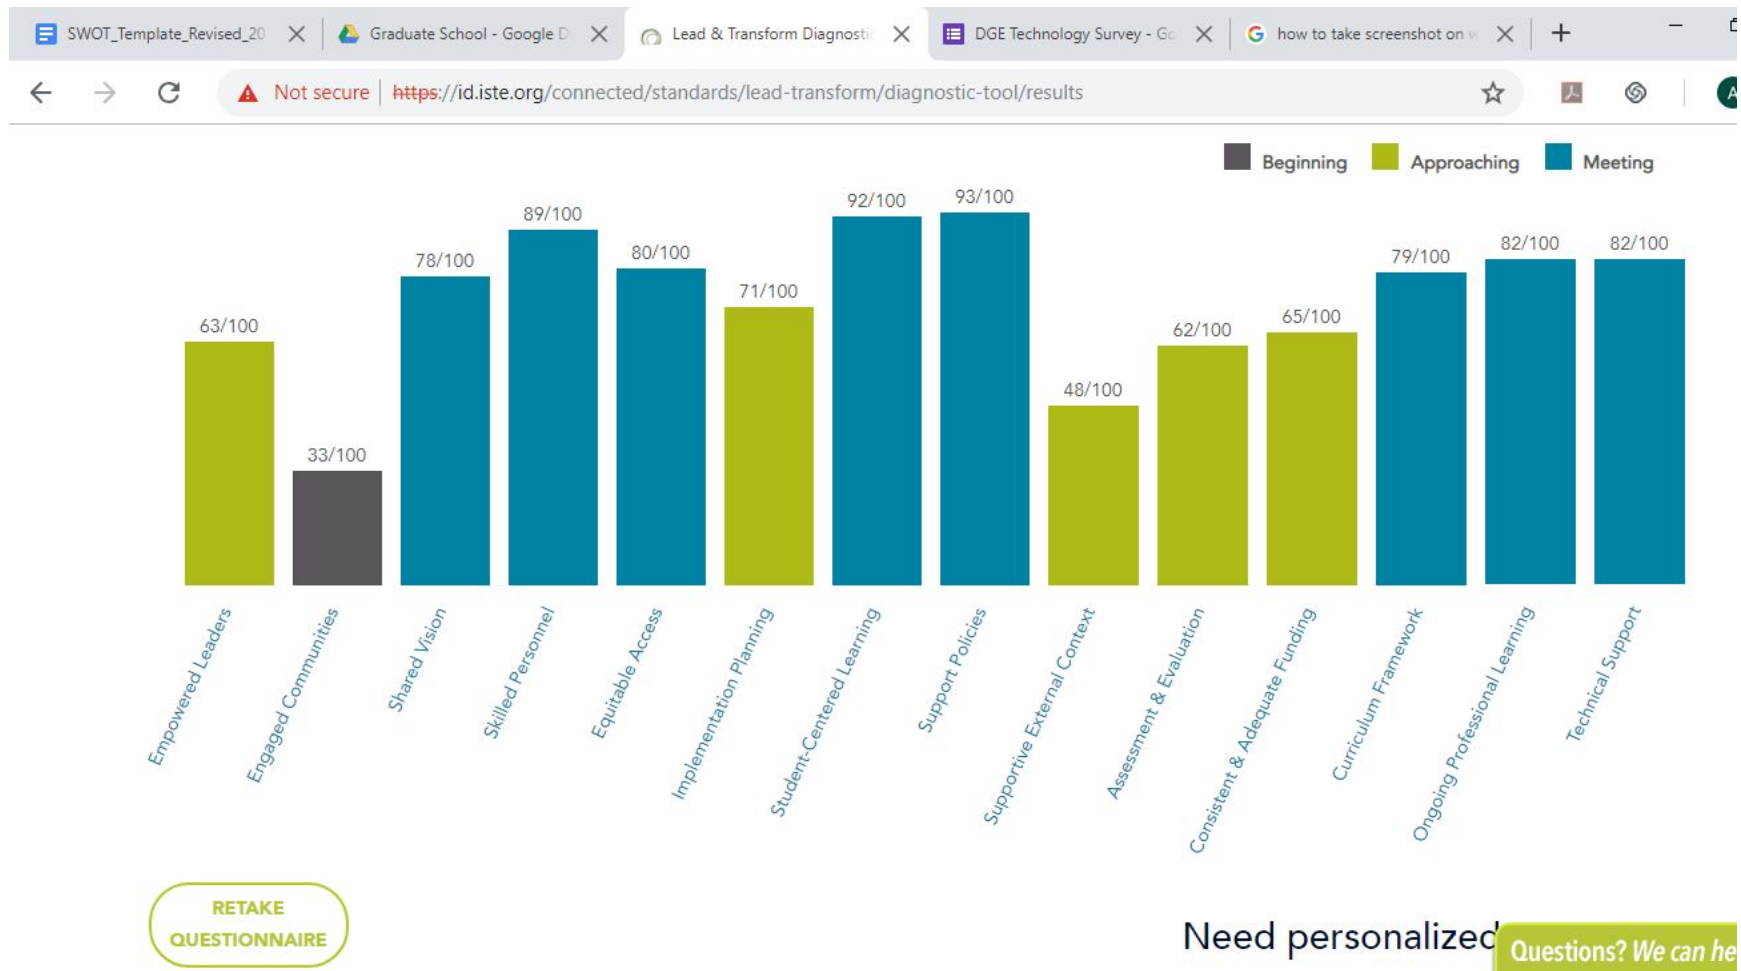 SWOT_Template_Revised_20
Graduate School - Google D
Lead & Transform Diagnostic
DGE Technology Survey - Go
how to take screenshot on w
Not secure https://id.iste.org/connected/standards/lead-transform/diagnostic-tool/results
A
Beginning Approaching Meeting
63/100
33/100
78/100
89/100
80/100
71/100
92/100
93/100
48/100
62/100
65/100
79/100
82/100
82/100
Empowered Leaders
Engaged Communities
Shared Vision
Skilled Personnel
Equitable Access
Implementation Planning
Student-Centered Learning
Support Policies
Supportive External Context
Assessment & Evaluation
Consistent & Adequate Funding
Curriculum Framework
Ongoing Professional Learning
Technical Support
RETAKE
QUESTIONNAIRE
Need personalized
Questions? We can he